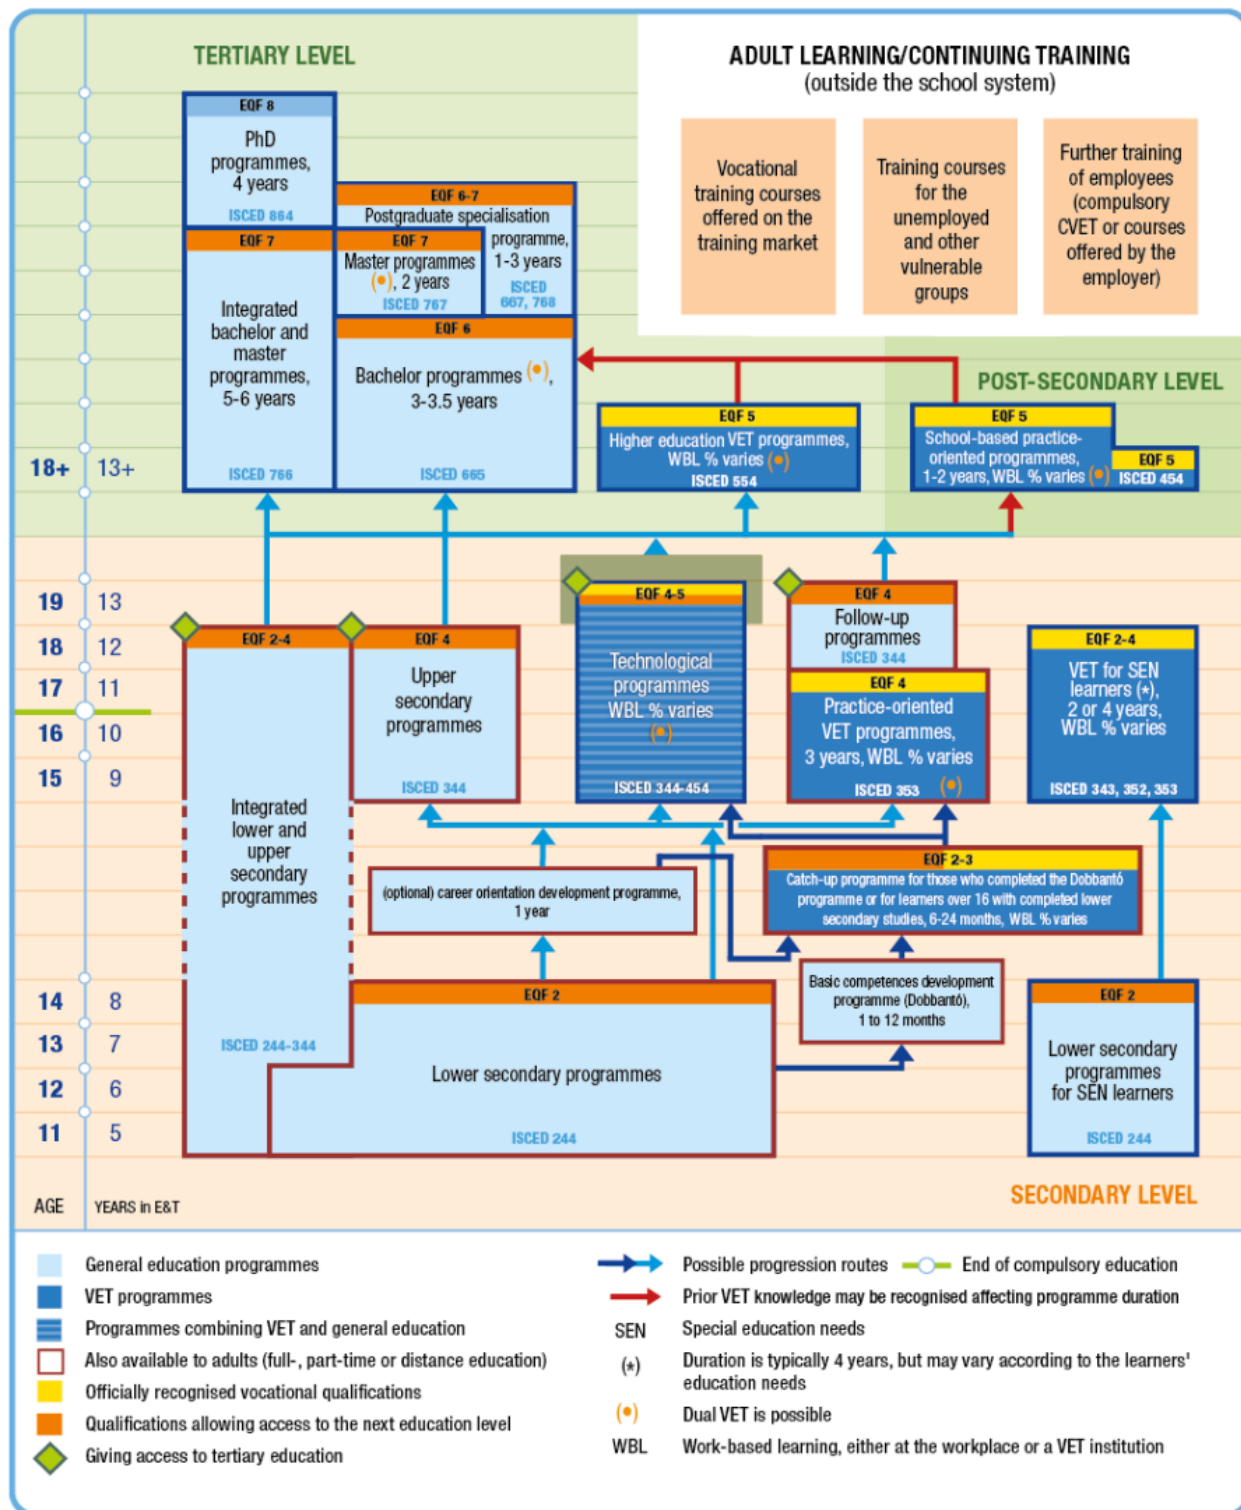 TERTIARY LEVEL
ADULT LEARNING/CONTINUING TRAINING
(outside the school system)
Vocational
training courses
offered on the
training market
Training courses
for the
unemployed
and other
vulnerable
groups
Further training
of employees
(compulsory
CVET or courses
offered by the
employer)
EQF 8
PhD
programmes,
4 years
ISCED 864
EQF 6-7
Postgraduate specialisation
programme,
1-3 years
ISCED
667, 768
EQF 7
Master programmes
(•), 2 years
ISCED 767
EQF 7
Integrated
bachelor and
master
programmes,
5-6 years
ISCED 766
EQF 6
Bachelor programmes (•),
3-3.5 years
ISCED 665
POST-SECONDARY LEVEL
EQF 5
Higher education VET programmes,
WBL % varies (•)
ISCED 554
EQF 5
School-based practice-
oriented programmes,
1-2 years, WBL % varies (•)
EQF 5
ISCED 454
18+ 13+
19 13
18 12
17 11
16 10
15 9
14 8
13 7
12 6
11 5
AGE YEARS in E&T
EQF 2-4
Integrated
lower and
upper
secondary
programmes
ISCED 244-344
EQF 4
Upper
secondary
programmes
ISCED 344
EQF 4-5
Technological
programmes
WBL % varies
(•)
ISCED 344-454
EQF 4
Follow-up
programmes
ISCED 344
EQF 4
Practice-oriented
VET programmes,
3 years, WBL % varies
ISCED 353 (•)
EQF 2-4
VET for SEN
learners (*),
2 or 4 years,
WBL % varies
ISCED 343, 352, 353
(optional) career orientation development programme,
1 year
EQF 2-3
Catch-up programme for those who completed the Dobbantó
programme or for learners over 16 with completed lower
secondary studies, 6-24 months, WBL % varies
Basic competences development
programme (Dobbantó),
1 to 12 months
EQF 2
Lower secondary programmes
ISCED 244
EQF 2
Lower secondary
programmes
for SEN learners
ISCED 244
SECONDARY LEVEL
General education programmes
VET programmes
Programmes combining VET and general education
Also available to adults (full-, part-time or distance education)
Officially recognised vocational qualifications
Qualifications allowing access to the next education level
Giving access to tertiary education
Possible progression routes
End of compulsory education
Prior VET knowledge may be recognised affecting programme duration
SEN Special education needs
(*) Duration is typically 4 years, but may vary according to the learners'
education needs
(•) Dual VET is possible
WBL Work-based learning, either at the workplace or a VET institution